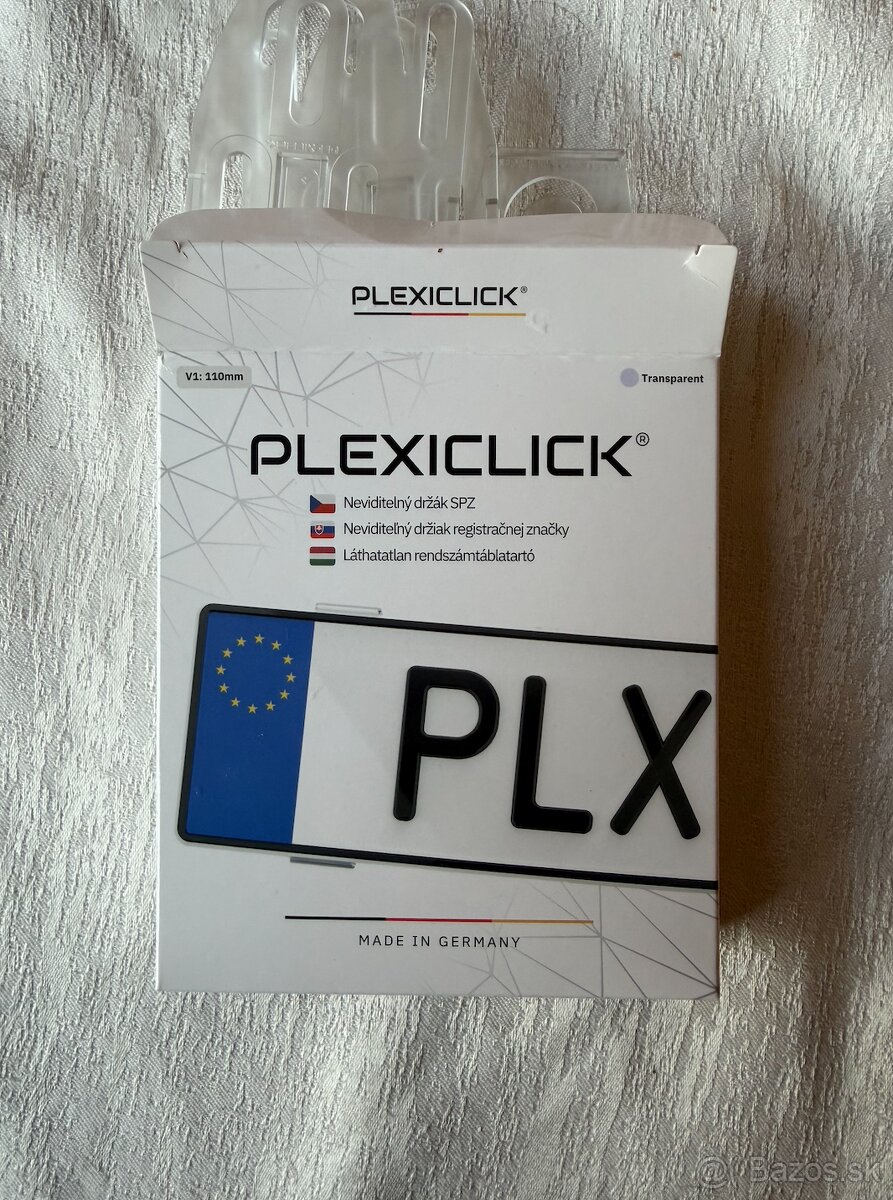 PLEXICLICK®
V1: 110mm
Transparent
PLEXICLICK®
Neviditelný držák SPZ
Neviditeľný držiak registračnej značky
Láthatatlan rendszámtáblatartó
PLX
MADE IN GERMANY
@ Bazos.sk